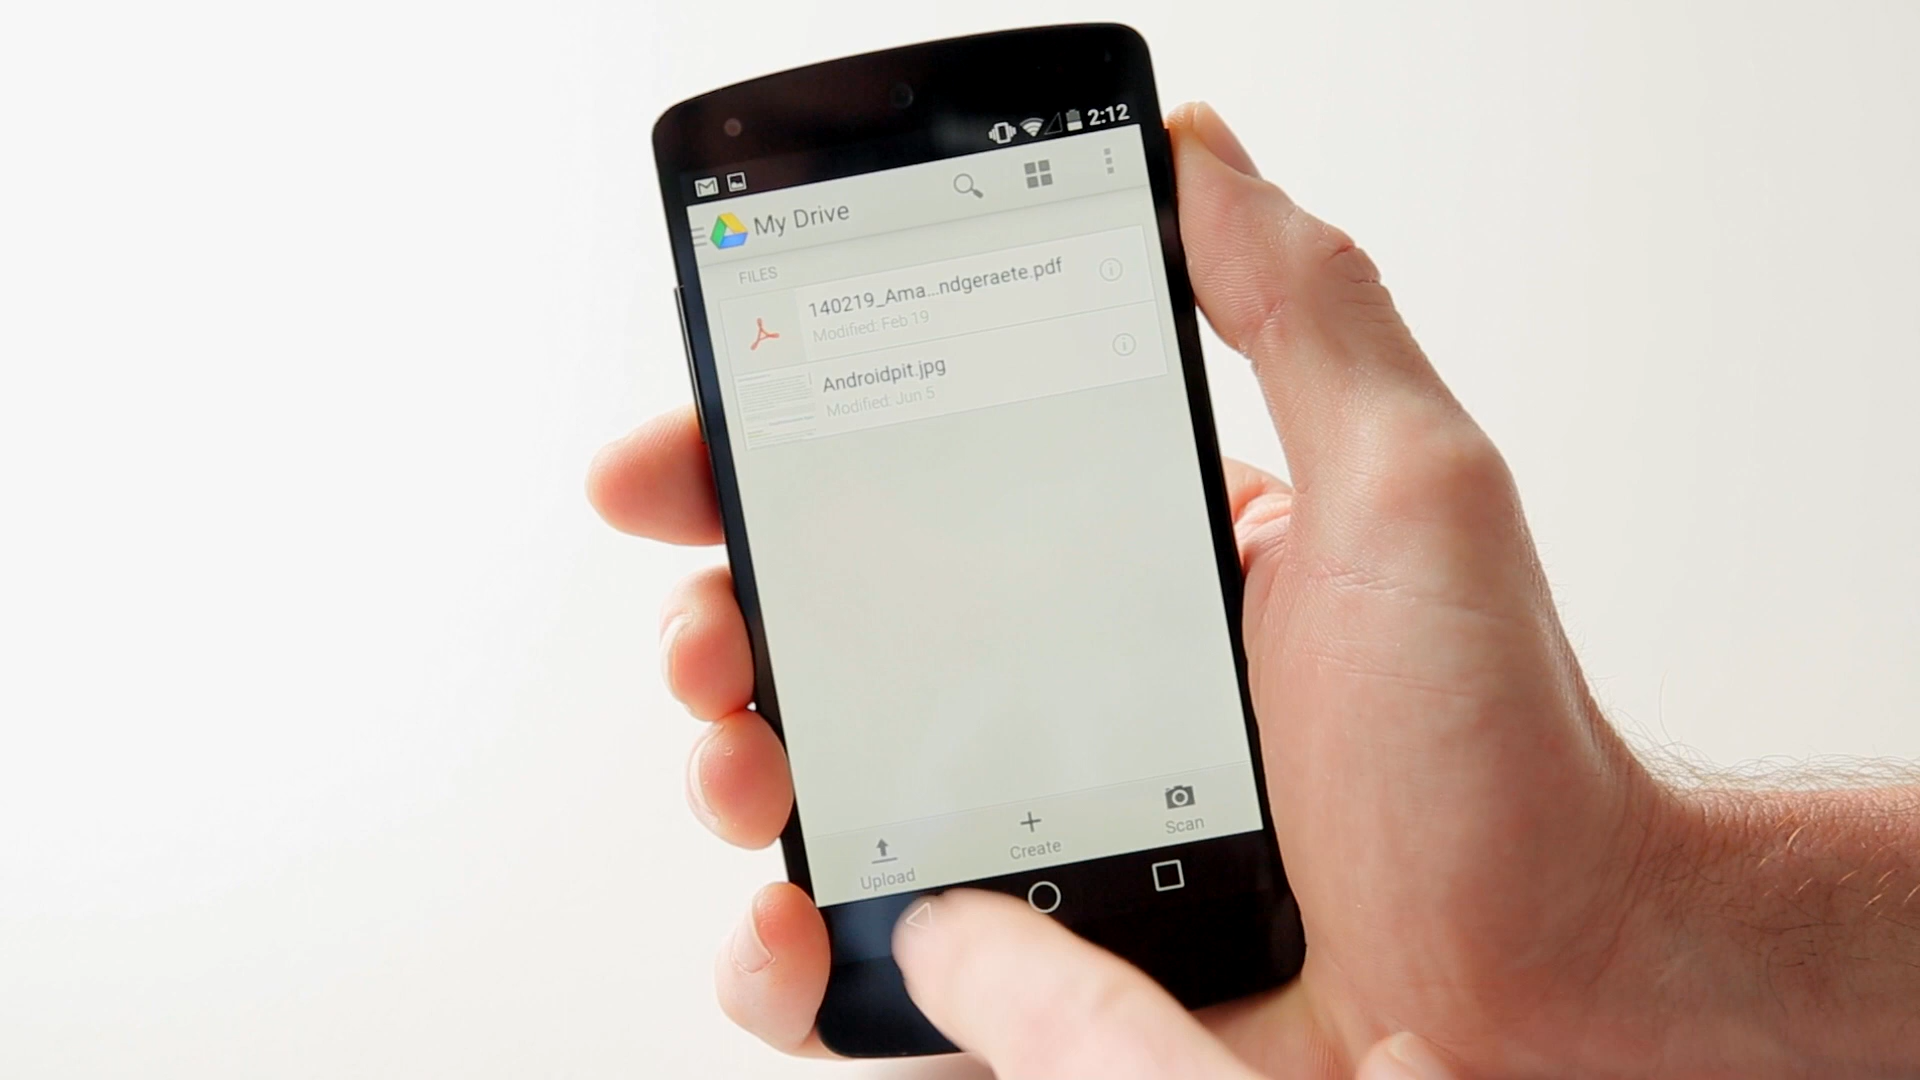 2:12
My Drive
FILES
140219_Ama...ndgeraete.pdf
Modified: Feb 19
Androidpit.jpg
Modified: Jun 5
Upload
Create
Scan